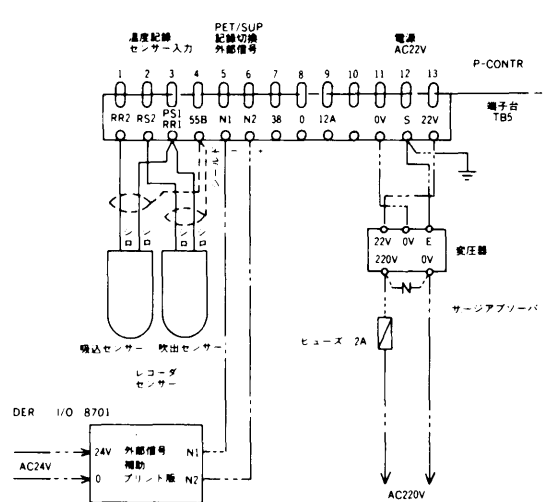 PET/SUP
温度記録 記録切換 電源
センサー入力 外部信号 AC22V
P-CONTR
1 2 3 4 5 6 7 8 9 10 11 12 13
端子台
TB5
PS1
RR2 RS2 RR1 55B N1 N2 38 0 12A 0V S 22V
シールド
- +
22V 0V E
変圧器
220V 0V
N
サージアブソーバ
ヒューズ 2A
吸込センサー 吹出センサー
レコーダ
センサー
DER I/O 8701
24V 外部信号 N1
AC24V 補助
0 プリント版 N2
AC220V